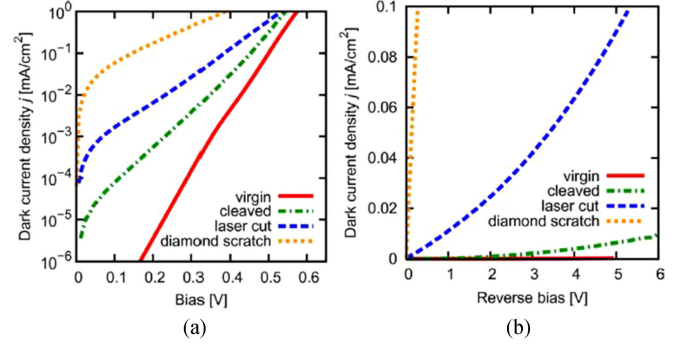 Dark current density j [mA/cm²]
10⁰
10⁻¹
10⁻²
10⁻³
10⁻⁴
10⁻⁵
10⁻⁶
virgin
cleaved
laser cut
diamond scratch
0 0.1 0.2 0.3 0.4 0.5 0.6
Bias [V]
(a)
Dark current density j [mA/cm²]
0.1
0.08
0.06
0.04
0.02
0
virgin
cleaved
laser cut
diamond scratch
0 1 2 3 4 5 6
Reverse bias [V]
(b)